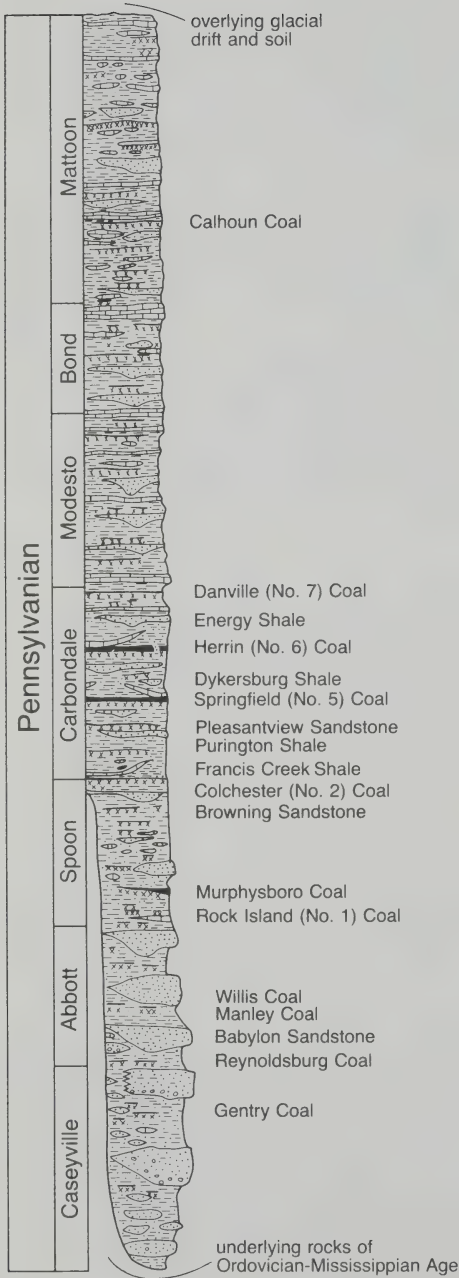 overlying glacial
drift and soil
Pennsylvanian
Mattoon
Calhoun Coal
Bond
Modesto
Carbondale
Danville (No. 7) Coal
Energy Shale
Herrin (No. 6) Coal
Dykersburg Shale
Springfield (No. 5) Coal
Pleasantview Sandstone
Purington Shale
Francis Creek Shale
Colchester (No. 2) Coal
Spoon
Browning Sandstone
Murphysboro Coal
Rock Island (No. 1) Coal
Abbott
Willis Coal
Manley Coal
Babylon Sandstone
Reynoldsburg Coal
Caseyville
Gentry Coal
underlying rocks of
Ordovician-Mississippian Age